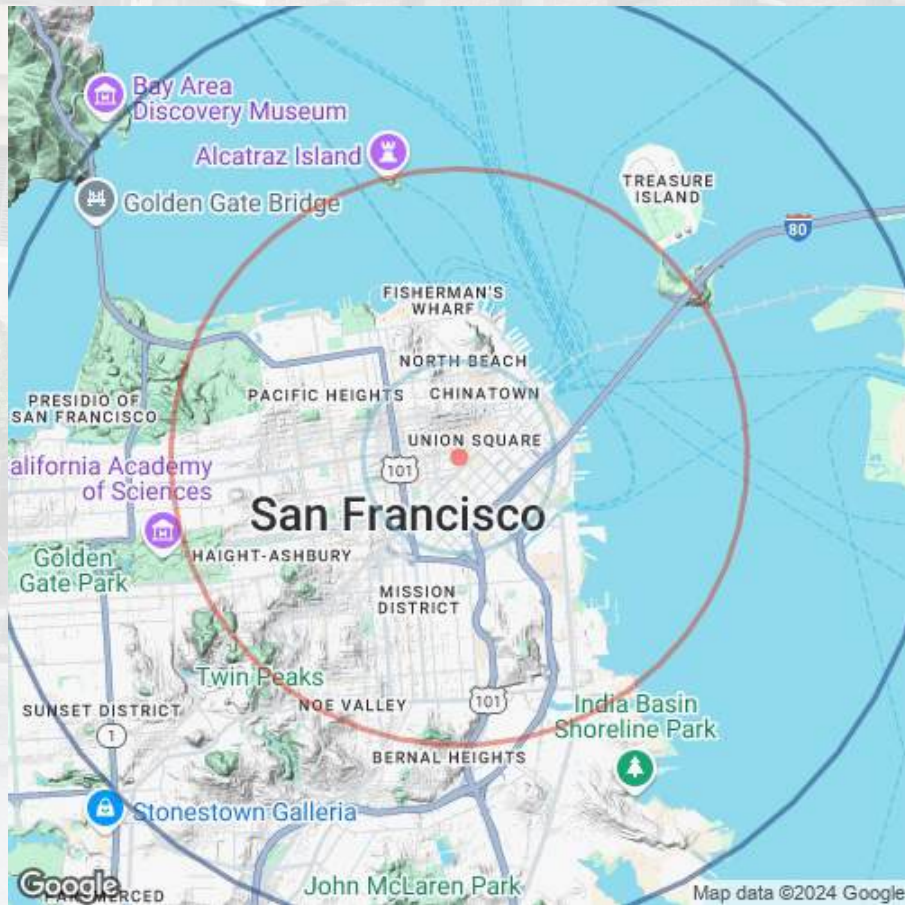 Bay Area
Discovery Museum
Alcatraz Island
TREASURE
ISLAND
Golden Gate Bridge
80
FISHERMAN'S
WHARF
NORTH BEACH
PRESIDIO OF
SAN FRANCISCO
PACIFIC HEIGHTS
CHINATOWN
UNION SQUARE
101
alifornia Academy
of Sciences
San Francisco
Golden
Gate Park
HAIGHT-ASHBURY
MISSION
DISTRICT
Twin Peaks
SUNSET DISTRICT
1
NOE VALLEY
101
India Basin
Shoreline Park
BERNAL HEIGHTS
Stonestown Galleria
Google
MERCED
John McLaren Park
Map data ©2024 Google